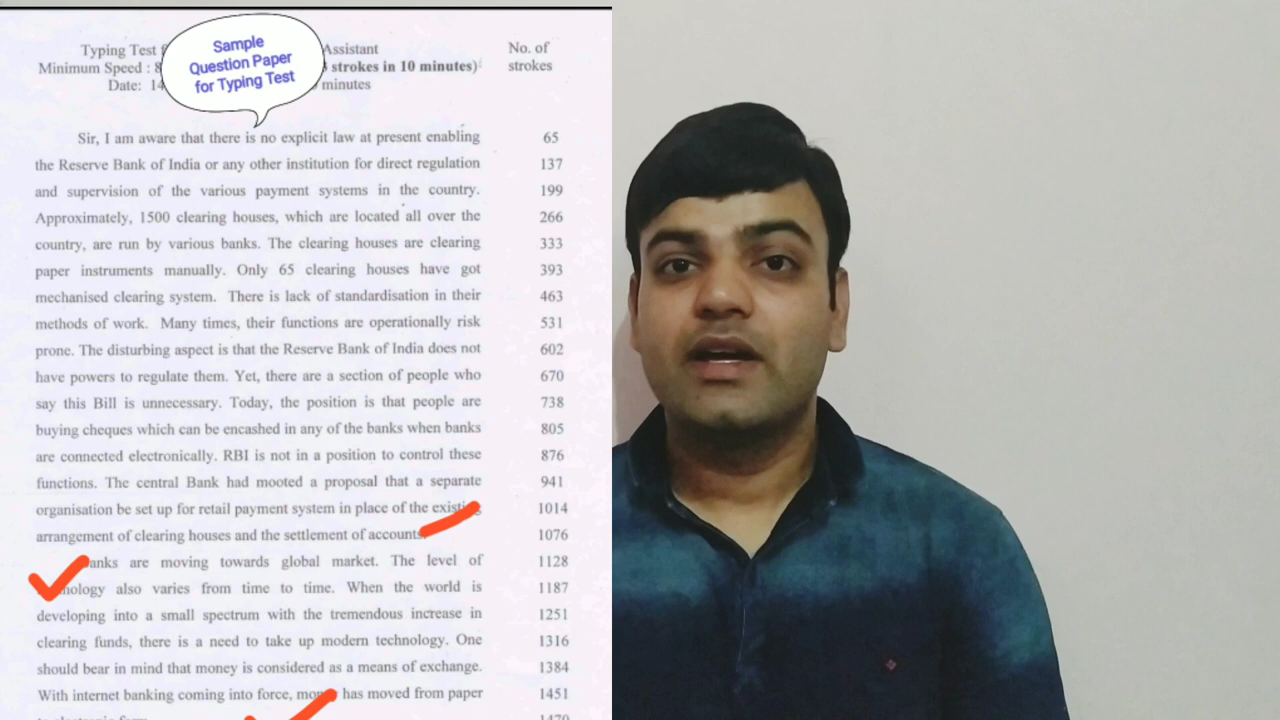 Sample
Question Paper
for Typing Test
Typing Test Assistant No. of
Minimum Speed : 8 strokes in 10 minutes) strokes
Date: 14 minutes
Sir, I am aware that there is no explicit law at present enabling 65
the Reserve Bank of India or any other institution for direct regulation 137
and supervision of the various payment systems in the country. 199
Approximately, 1500 clearing houses, which are located all over the 266
country, are run by various banks. The clearing houses are clearing 333
paper instruments manually. Only 65 clearing houses have got 393
mechanised clearing system. There is lack of standardisation in their 463
methods of work. Many times, their functions are operationally risk 531
prone. The disturbing aspect is that the Reserve Bank of India does not 602
have powers to regulate them. Yet, there are a section of people who 670
say this Bill is unnecessary. Today, the position is that people are 738
buying cheques which can be encashed in any of the banks when banks 805
are connected electronically. RBI is not in a position to control these 876
functions. The central Bank had mooted a proposal that a separate 941
organisation be set up for retail payment system in place of the existing 1014
arrangement of clearing houses and the settlement of accounts 1076
anks are moving towards global market. The level of 1128
nology also varies from time to time. When the world is 1187
developing into a small spectrum with the tremendous increase in 1251
clearing funds, there is a need to take up modern technology. One 1316
should bear in mind that money is considered as a means of exchange. 1384
With internet banking coming into force, money has moved from paper 1451